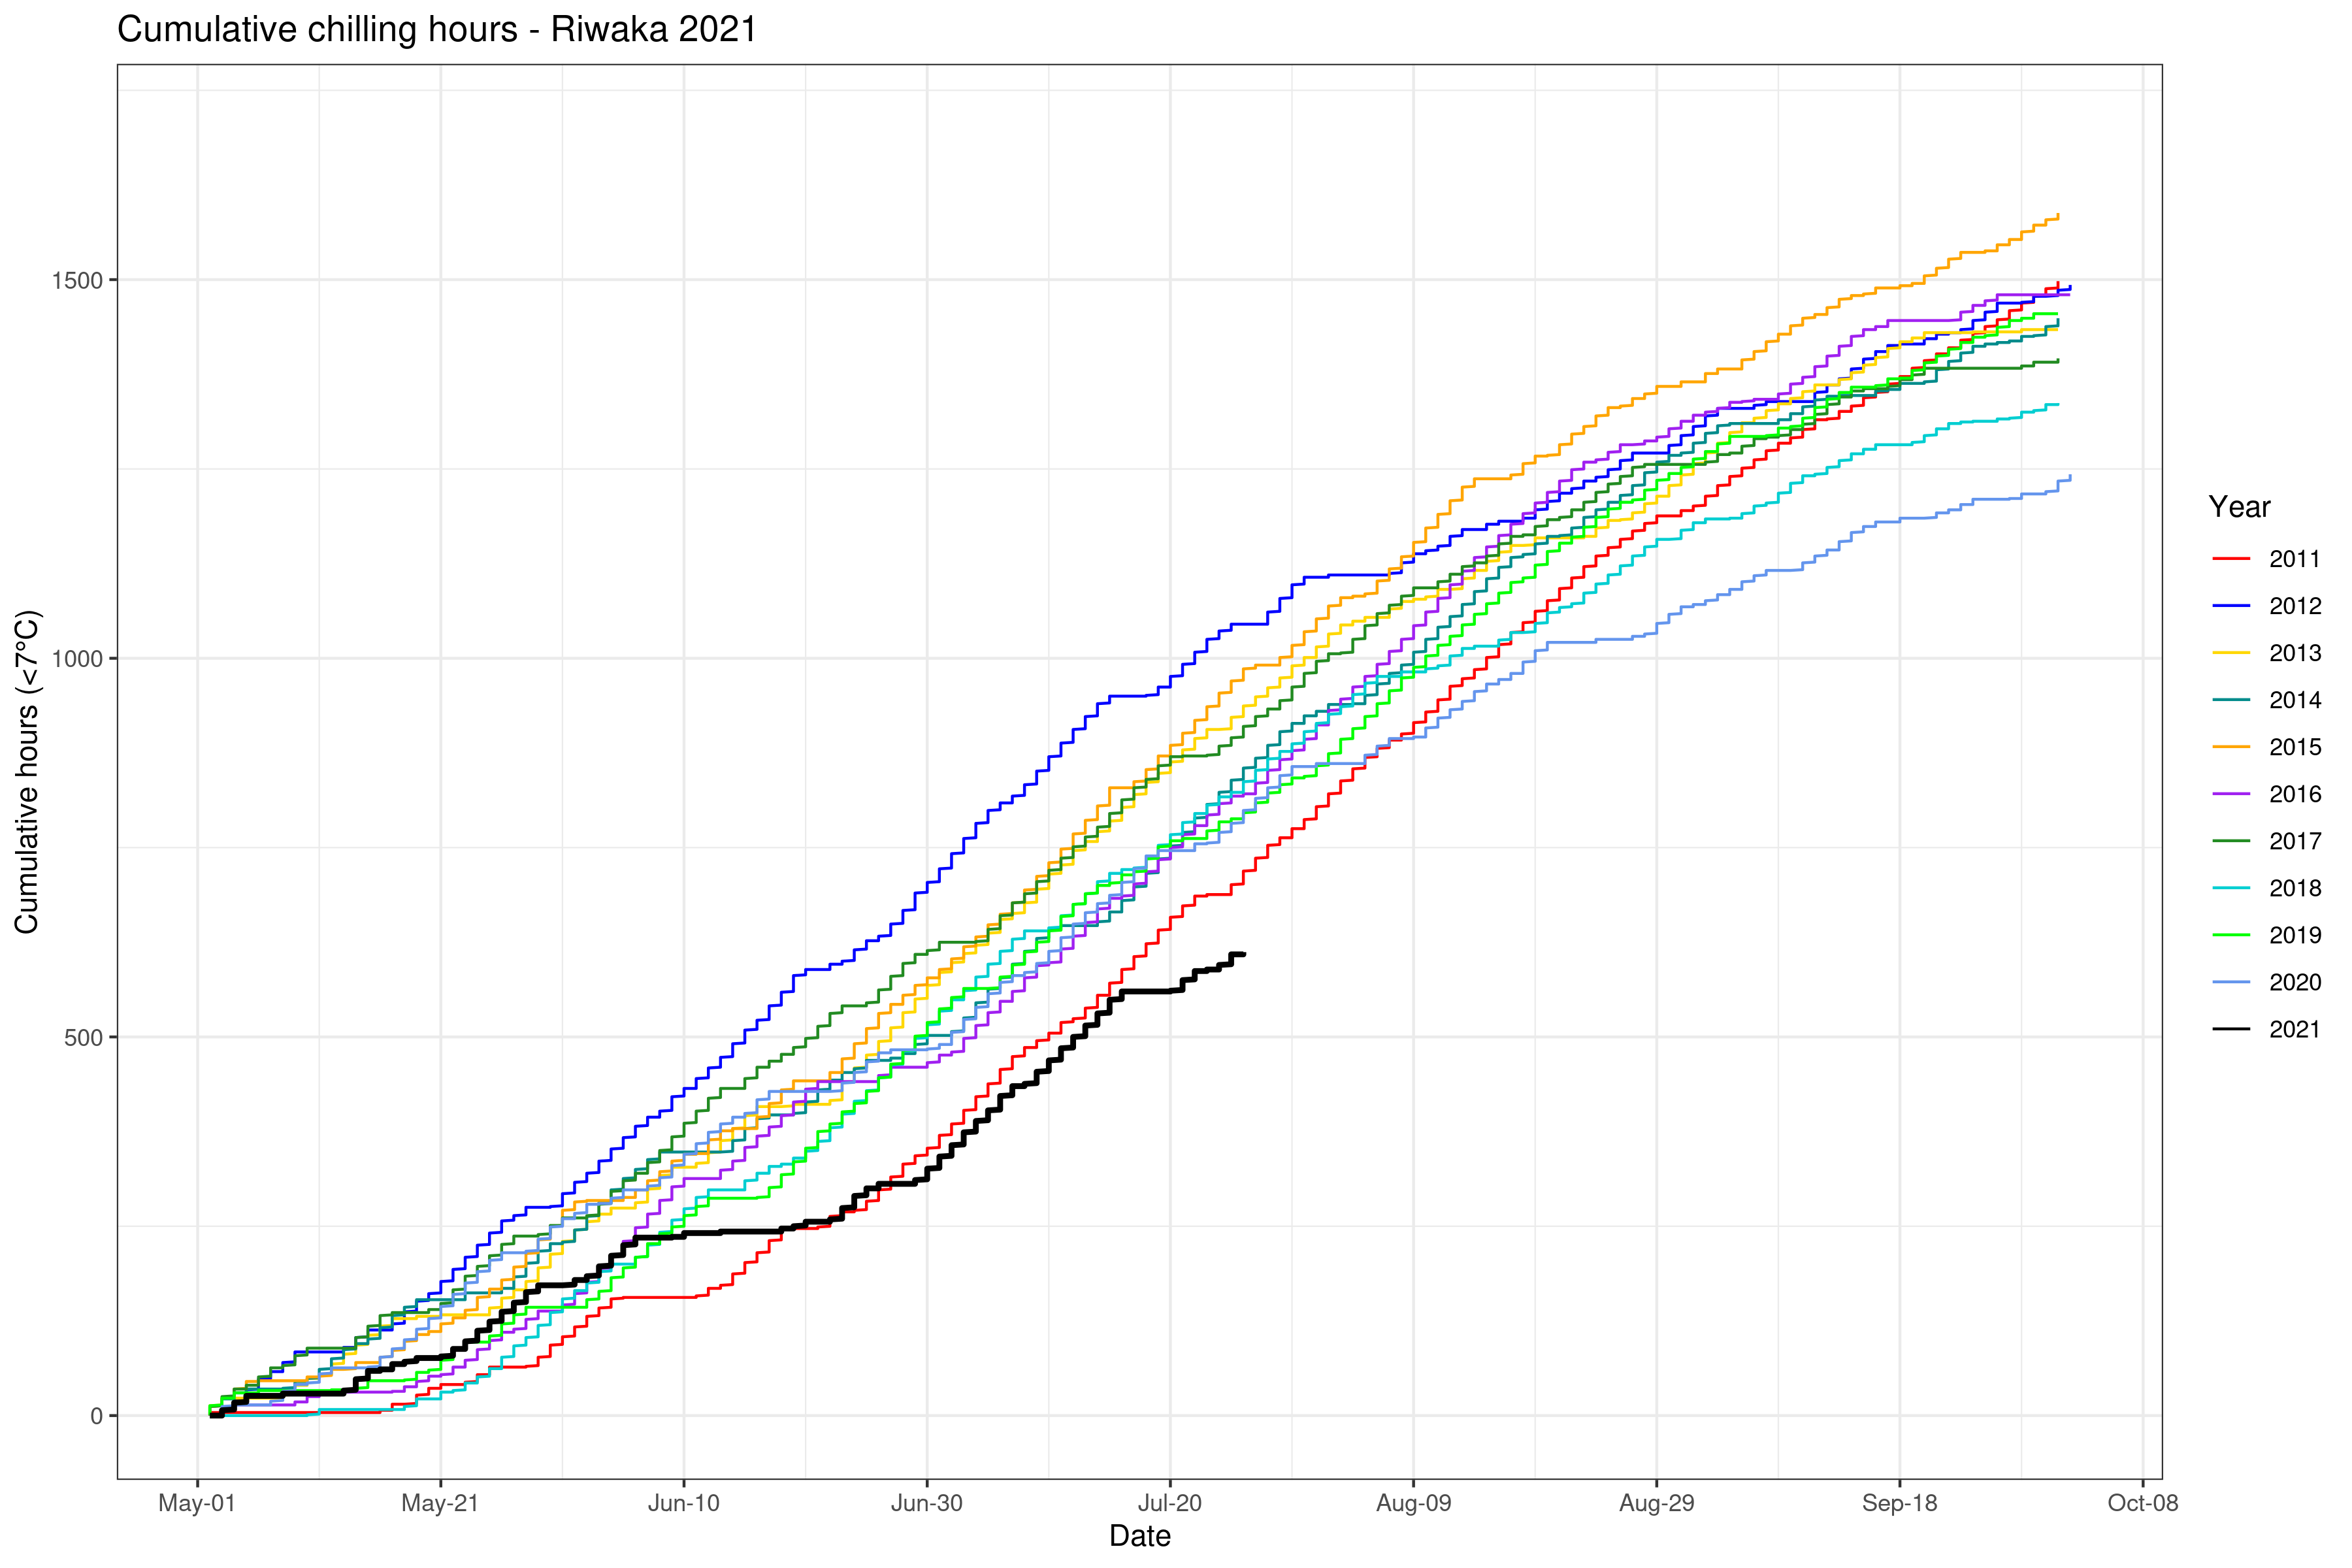 Cumulative chilling hours - Riwaka 2021
Cumulative hours (<7°C)
1500
1000
500
0
May-01
May-21
Jun-10
Jun-30
Jul-20
Aug-09
Aug-29
Sep-18
Oct-08
Date
Year
2011
2012
2013
2014
2015
2016
2017
2018
2019
2020
2021